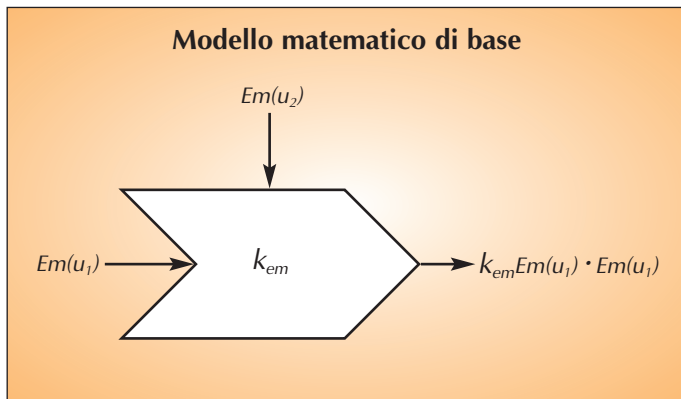 Modello matematico di base
Em(u₂)
Em(u₁)
kₑₘ
kₑₘEm(u₁) · Em(u₁)